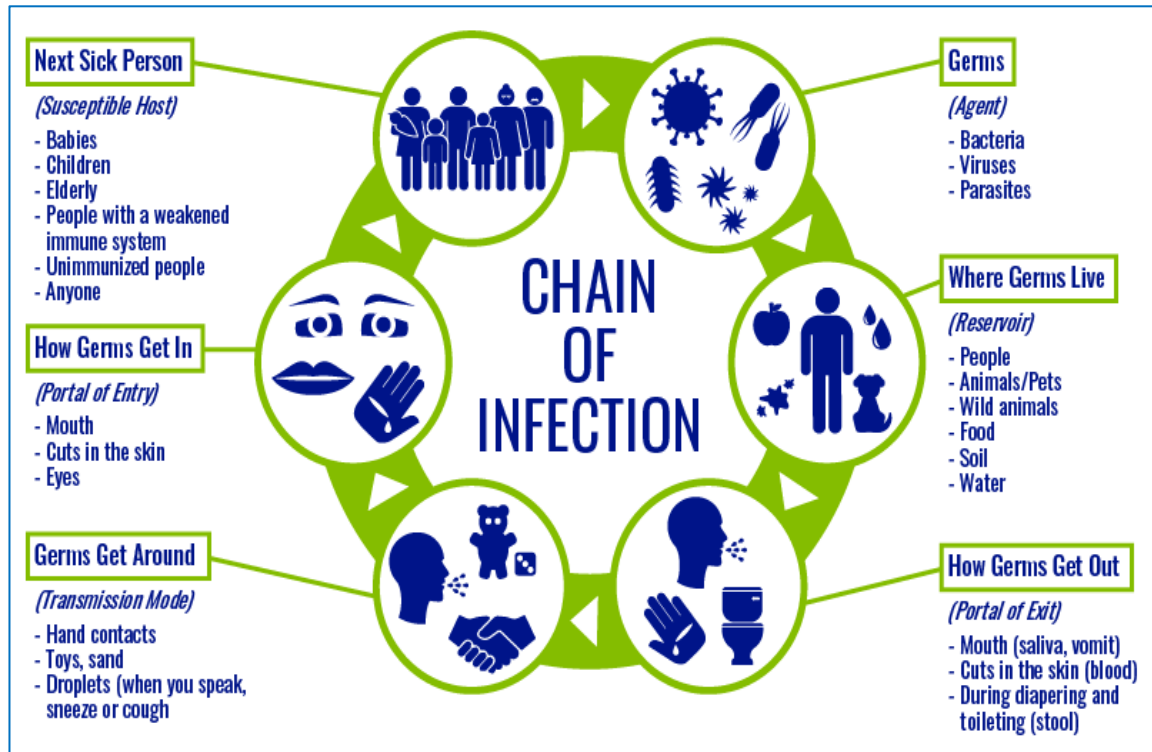 Next Sick Person
(Susceptible Host)
- Babies
- Children
- Elderly
- People with a weakened
immune system
- Unimmunized people
- Anyone
How Germs Get In
(Portal of Entry)
- Mouth
- Cuts in the skin
- Eyes
Germs Get Around
(Transmission Mode)
- Hand contacts
- Toys, sand
- Droplets (when you speak,
sneeze or cough
CHAIN
OF
INFECTION
Germs
(Agent)
- Bacteria
- Viruses
- Parasites
Where Germs Live
(Reservoir)
- People
- Animals/Pets
- Wild animals
- Food
- Soil
- Water
How Germs Get Out
(Portal of Exit)
- Mouth (saliva, vomit)
- Cuts in the skin (blood)
- During diapering and
toileting (stool)